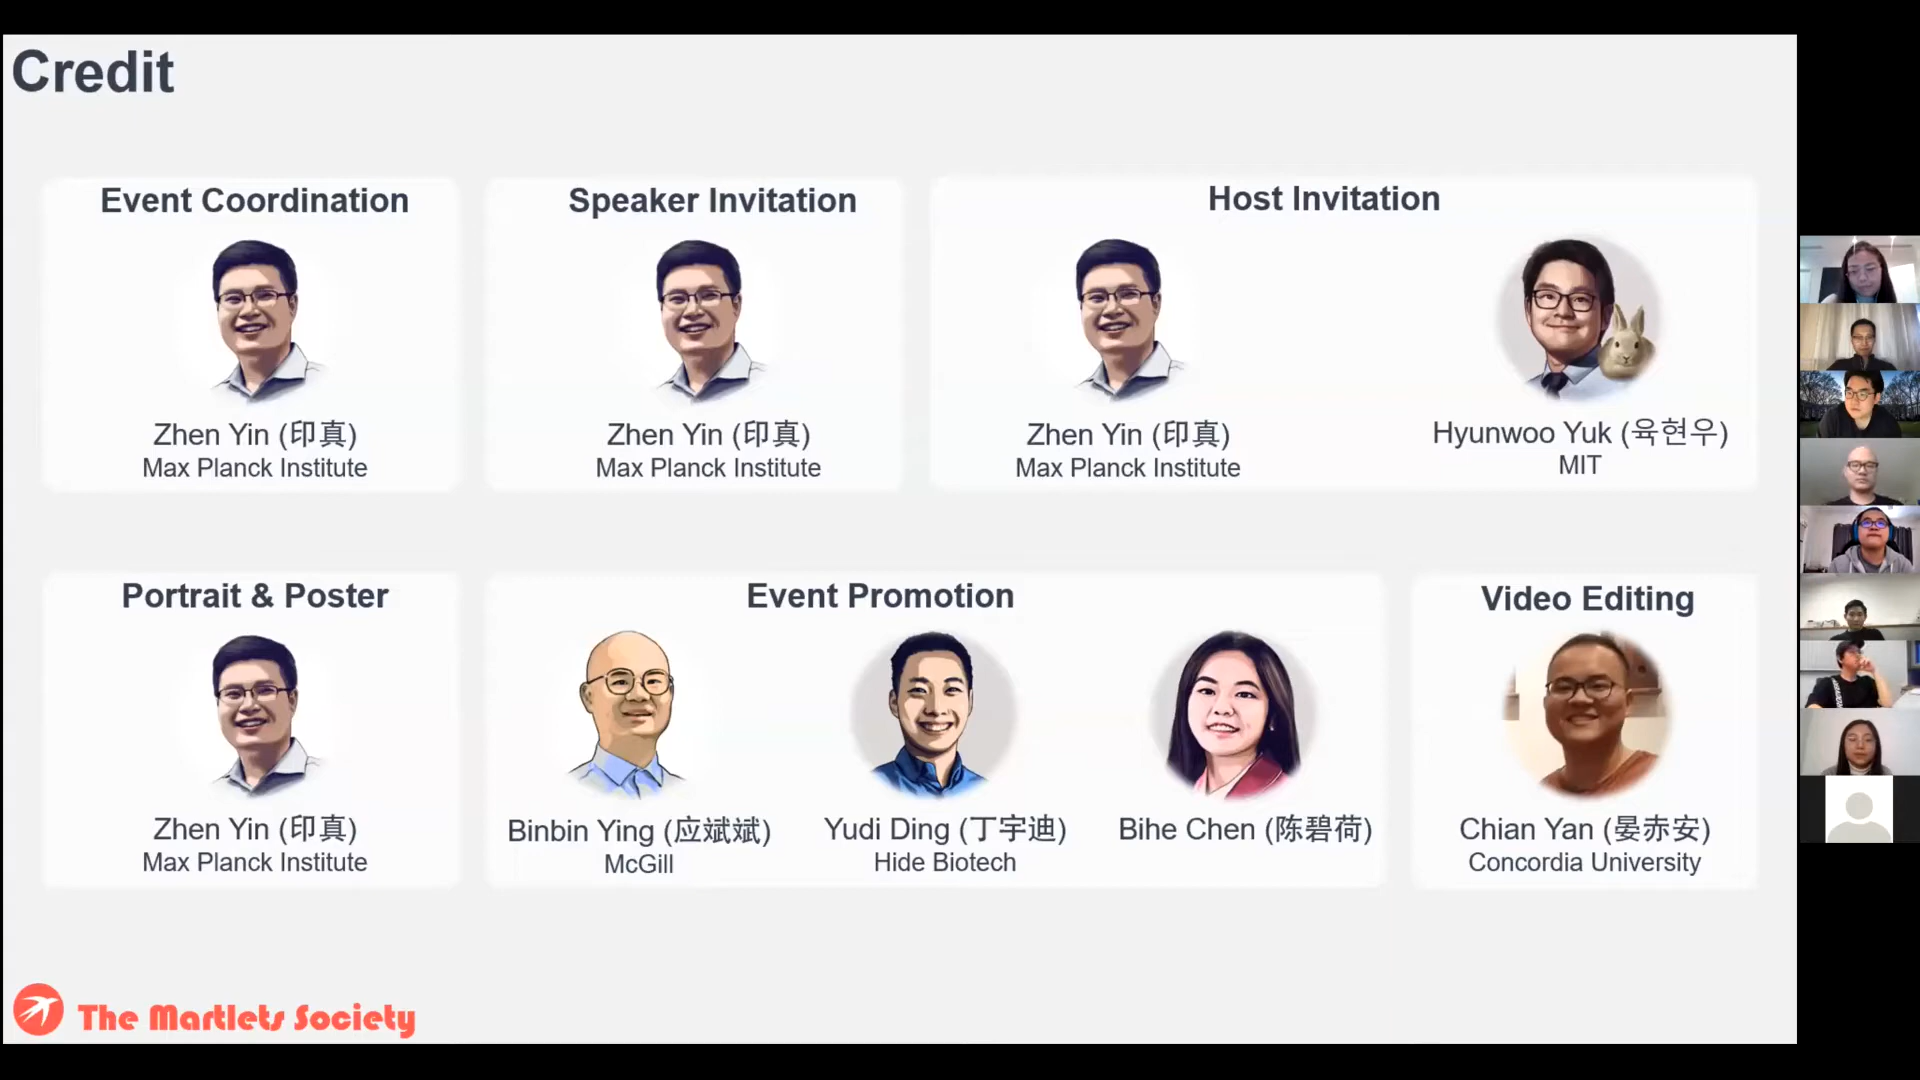 Credit
Event Coordination
Zhen Yin (印真)
Max Planck Institute
Speaker Invitation
Zhen Yin (印真)
Max Planck Institute
Host Invitation
Zhen Yin (印真)
Max Planck Institute
Hyunwoo Yuk (육현우)
MIT
Portrait & Poster
Zhen Yin (印真)
Max Planck Institute
Event Promotion
Binbin Ying (应斌斌)
McGill
Yudi Ding (丁宇迪)
Hide Biotech
Bihe Chen (陈碧荷)
Video Editing
Chian Yan (晏赤安)
Concordia University
The Martlets Society